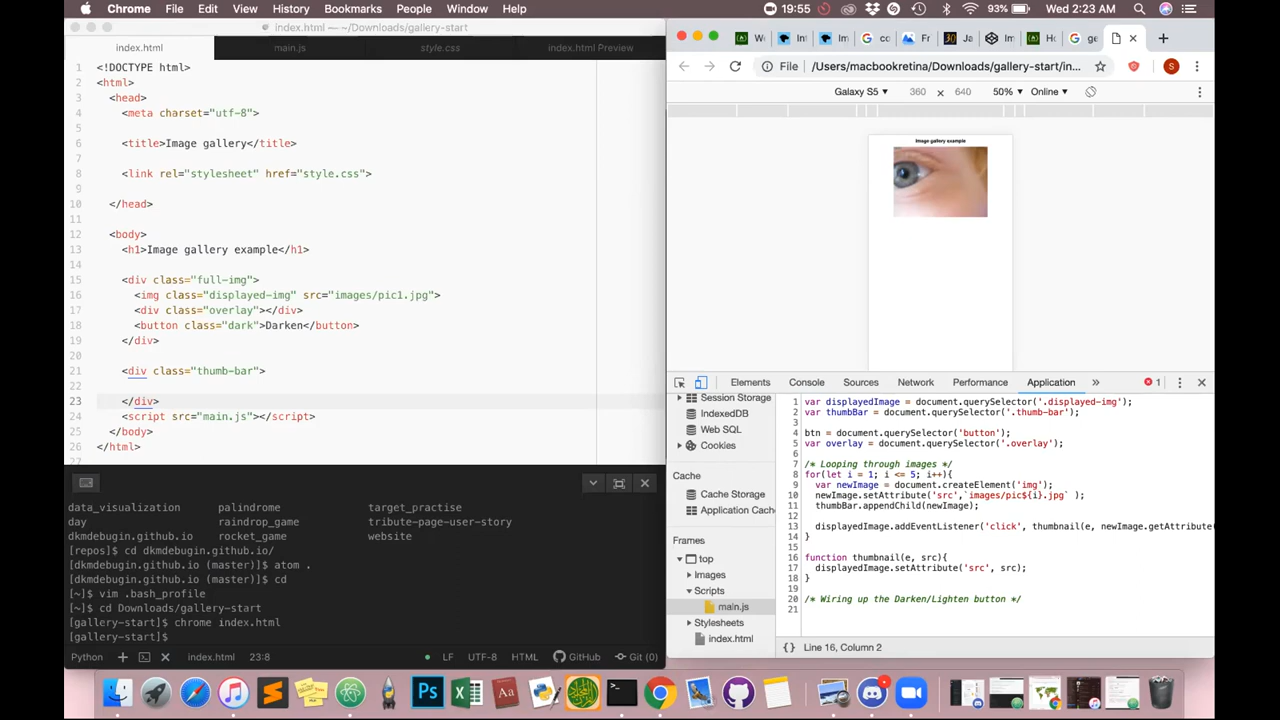 Chrome File Edit View History Bookmarks People Window Help
19:55 93% Wed 2:23 AM
index.html — ~/Downloads/gallery-start
index.html main.js style.css index.html Preview
1 <!DOCTYPE html>
2 <html>
3 <head>
4 <meta charset="utf-8">
5
6 <title>Image gallery</title>
7
8 <link rel="stylesheet" href="style.css">
9
10 </head>
11
12 <body>
13 <h1>Image gallery example</h1>
14
15 <div class="full-img">
16 <img class="displayed-img" src="images/pic1.jpg">
17 <div class="overlay"></div>
18 <button class="dark">Darken</button>
19 </div>
20
21 <div class="thumb-bar">
22
23 </div>
24 <script src="main.js"></script>
25 </body>
26 </html>
27
data_visualization palindrome target_practise
day raindrop_game tribute-page-user-story
dkmdebugin.github.io rocket_game website
[repos]$ cd dkmdebugin.github.io/
[dkmdebugin.github.io (master)]$ atom .
[dkmdebugin.github.io (master)]$ cd
[~]$ vim .bash_profile
[~]$ cd Downloads/gallery-start
[gallery-start]$ chrome index.html
[gallery-start]$
Python index.html 23:8 LF UTF-8 HTML GitHub Git (0)
File /Users/macbookretina/Downloads/gallery-start/in... S
Galaxy S5 360 × 640 50% Online
Image gallery example
Elements Console Sources Network Performance Application » 1
Session Storage
IndexedDB
Web SQL
Cookies
Cache
Cache Storage
Application Cach
Frames
top
Images
Scripts
main.js
Stylesheets
index.html
1 var displayedImage = document.querySelector('.displayed-img');
2 var thumbBar = document.querySelector('.thumb-bar');
3
4 btn = document.querySelector('button');
5 var overlay = document.querySelector('.overlay');
6
7 /* Looping through images */
8 for(let i = 1; i <= 5; i++){
9 var newImage = document.createElement('img');
10 newImage.setAttribute('src',`images/pic${i}.jpg` );
11 thumbBar.appendChild(newImage);
12
13 displayedImage.addEventListener('click', thumbnail(e, newImage.getAttribute(
14 }
15
16 function thumbnail(e, src){
17 displayedImage.setAttribute('src', src);
18 }
19
20 /* Wiring up the Darken/Lighten button */
21
{} Line 16, Column 2